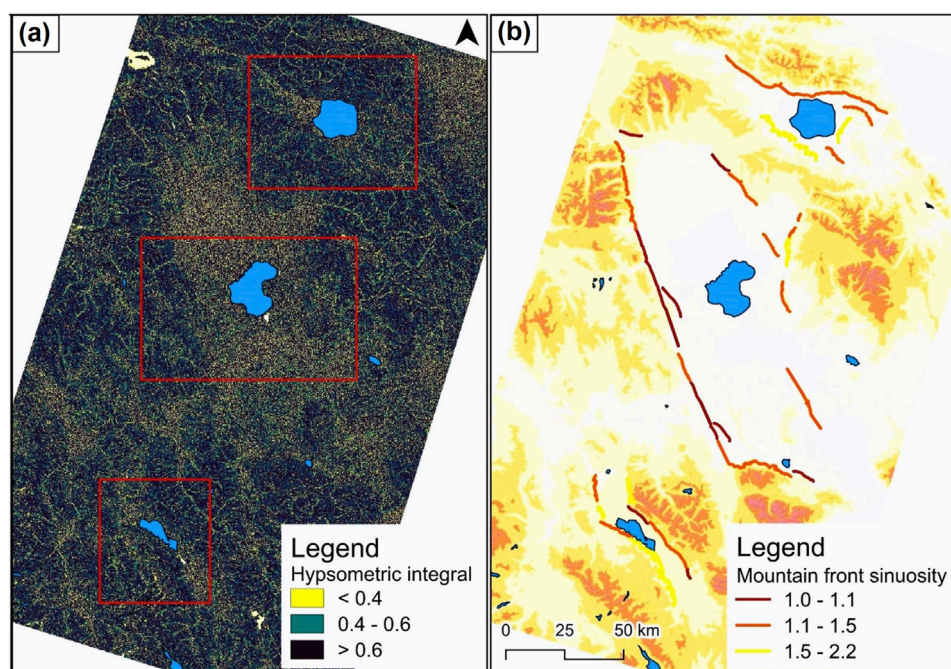 (a)
(b)
Legend
Hypsometric integral
< 0.4
0.4 - 0.6
> 0.6
0
25
50 km
Legend
Mountain front sinuosity
1.0 - 1.1
1.1 - 1.5
1.5 - 2.2